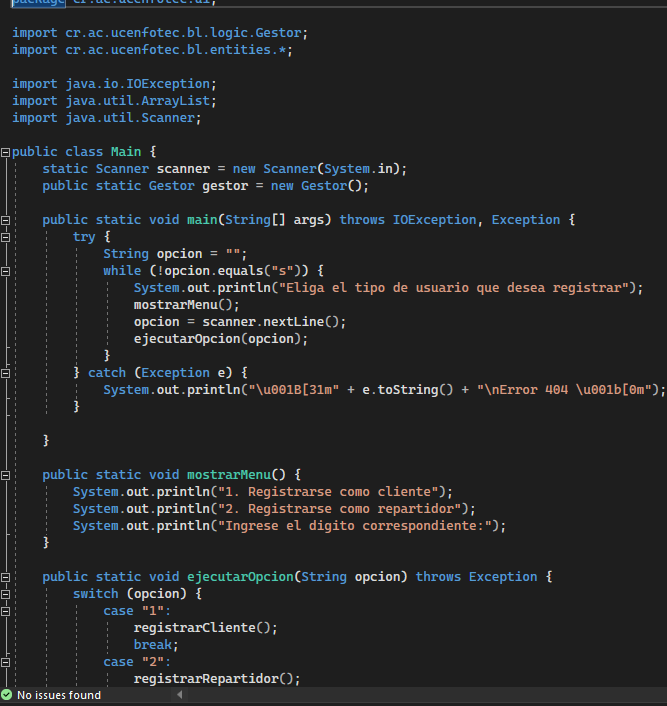 package cr.ac.ucenfotec.ui;
import cr.ac.ucenfotec.bl.logic.Gestor;
import cr.ac.ucenfotec.bl.entities.*;
import java.io.IOException;
import java.util.ArrayList;
import java.util.Scanner;
public class Main {
static Scanner scanner = new Scanner(System.in);
public static Gestor gestor = new Gestor();
public static void main(String[] args) throws IOException, Exception {
try {
String opcion = "";
while (!opcion.equals("s")) {
System.out.println("Eliga el tipo de usuario que desea registrar");
mostrarMenu();
opcion = scanner.nextLine();
ejecutarOpcion(opcion);
}
} catch (Exception e) {
System.out.println("\u001B[31m" + e.toString() + "\nError 404 \u001b[0m");
}
}
public static void mostrarMenu() {
System.out.println("1. Registrarse como cliente");
System.out.println("2. Registrarse como repartidor");
System.out.println("Ingrese el digito correspondiente:");
}
public static void ejecutarOpcion(String opcion) throws Exception {
switch (opcion) {
case "1":
registrarCliente();
break;
case "2":
registrarRepartidor();
No issues found